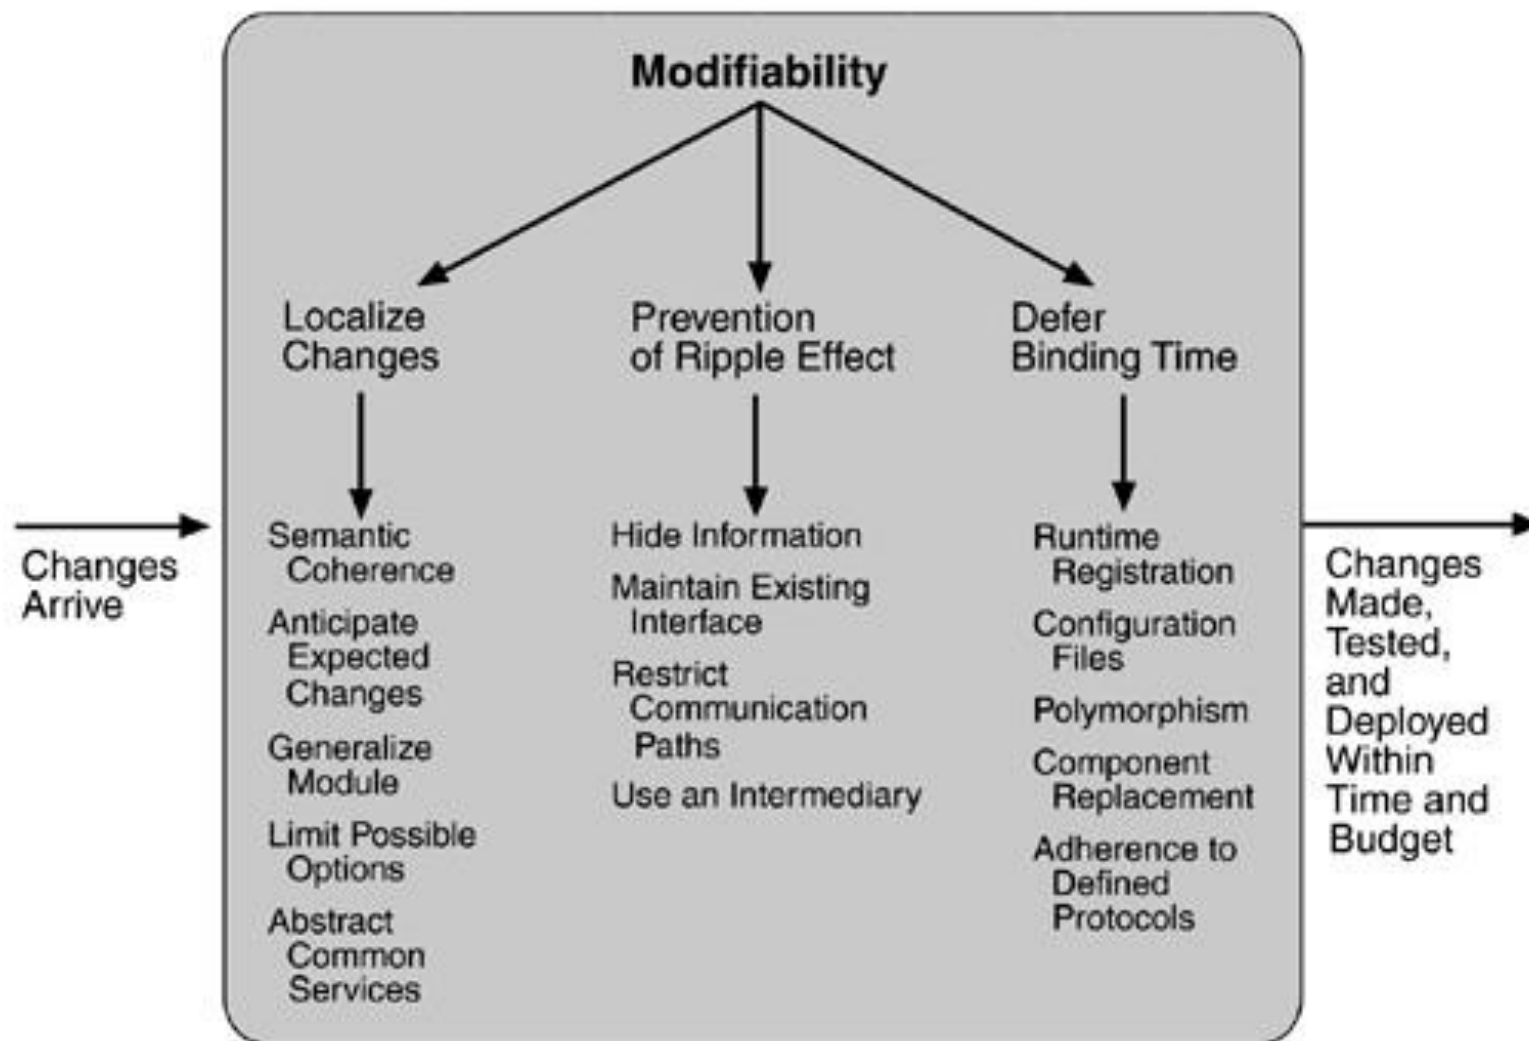 Modifiability
Localize
Changes
Prevention
of Ripple Effect
Defer
Binding Time
Changes
Arrive
Semantic
Coherence
Anticipate
Expected
Changes
Generalize
Module
Limit Possible
Options
Abstract
Common
Services
Hide Information
Maintain Existing
Interface
Restrict
Communication
Paths
Use an Intermediary
Runtime
Registration
Configuration
Files
Polymorphism
Component
Replacement
Adherence to
Defined
Protocols
Changes
Made,
Tested,
and
Deployed
Within
Time and
Budget